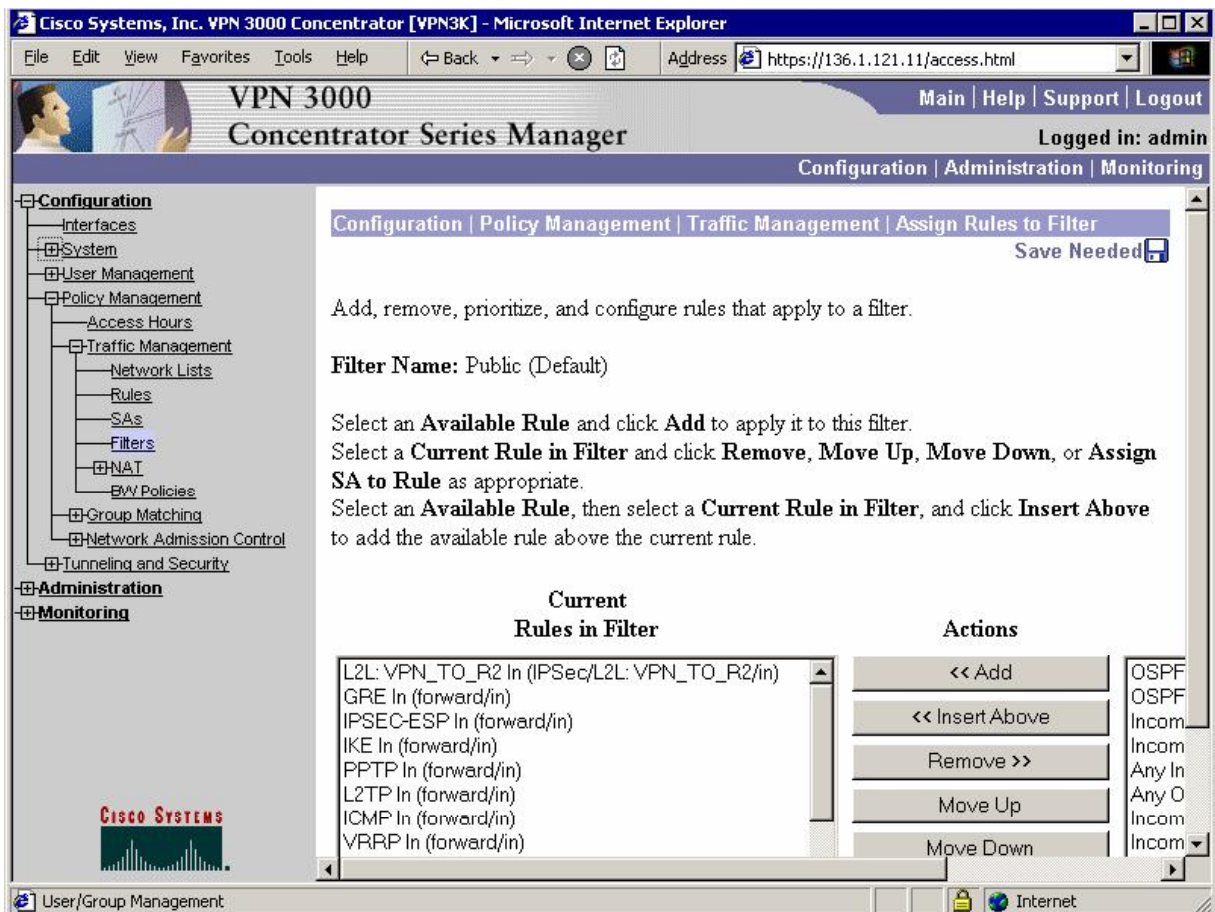 Cisco Systems, Inc. VPN 3000 Concentrator [VPN3K] - Microsoft Internet Explorer
File Edit View Favorites Tools Help Back Address https://136.1.121.11/access.html
VPN 3000
Concentrator Series Manager
Main | Help | Support | Logout
Logged in: admin
Configuration | Administration | Monitoring
Configuration
Interfaces
System
User Management
Policy Management
Access Hours
Traffic Management
Network Lists
Rules
SAs
Filters
NAT
BW Policies
Group Matching
Network Admission Control
Tunneling and Security
Administration
Monitoring
CISCO SYSTEMS
Configuration | Policy Management | Traffic Management | Assign Rules to Filter
Save Needed
Add, remove, prioritize, and configure rules that apply to a filter.
Filter Name: Public (Default)
Select an Available Rule and click Add to apply it to this filter.
Select a Current Rule in Filter and click Remove, Move Up, Move Down, or Assign
SA to Rule as appropriate.
Select an Available Rule, then select a Current Rule in Filter, and click Insert Above
to add the available rule above the current rule.
Current
Rules in Filter
L2L: VPN_TO_R2 In (IPSec/L2L: VPN_TO_R2/in)
GRE In (forward/in)
IPSEC-ESP In (forward/in)
IKE In (forward/in)
PPTP In (forward/in)
L2TP In (forward/in)
ICMP In (forward/in)
VRRP In (forward/in)
Actions
<< Add
<< Insert Above
Remove >>
Move Up
Move Down
OSPF
OSPF
Incom
Incom
Any In
Any O
Incom
Incom
User/Group Management
Internet